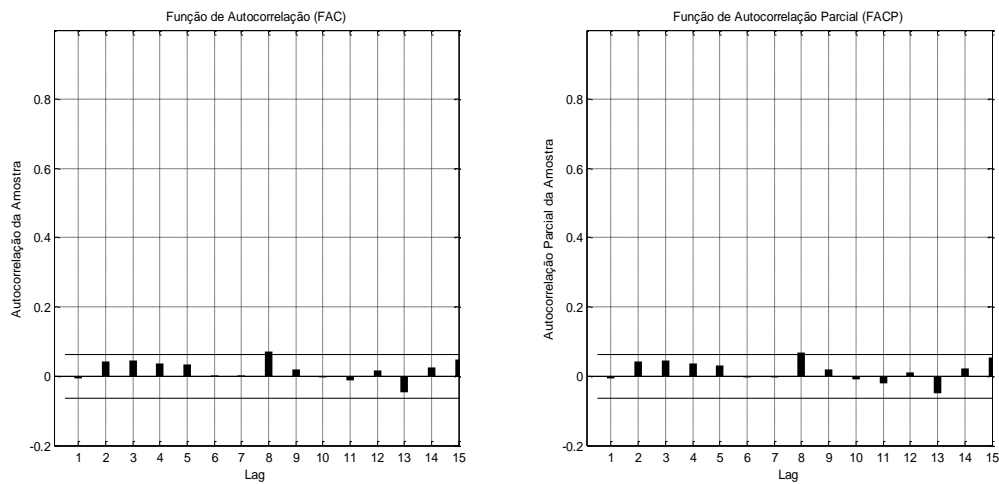 Função de Autocorrelação (FAC)
Autocorrelação da Amostra
0.8
0.6
0.4
0.2
0
-0.2
1 2 3 4 5 6 7 8 9 10 11 12 13 14 15
Lag
Função de Autocorrelação Parcial (FACP)
Autocorrelação Parcial da Amostra
0.8
0.6
0.4
0.2
0
-0.2
1 2 3 4 5 6 7 8 9 10 11 12 13 14 15
Lag